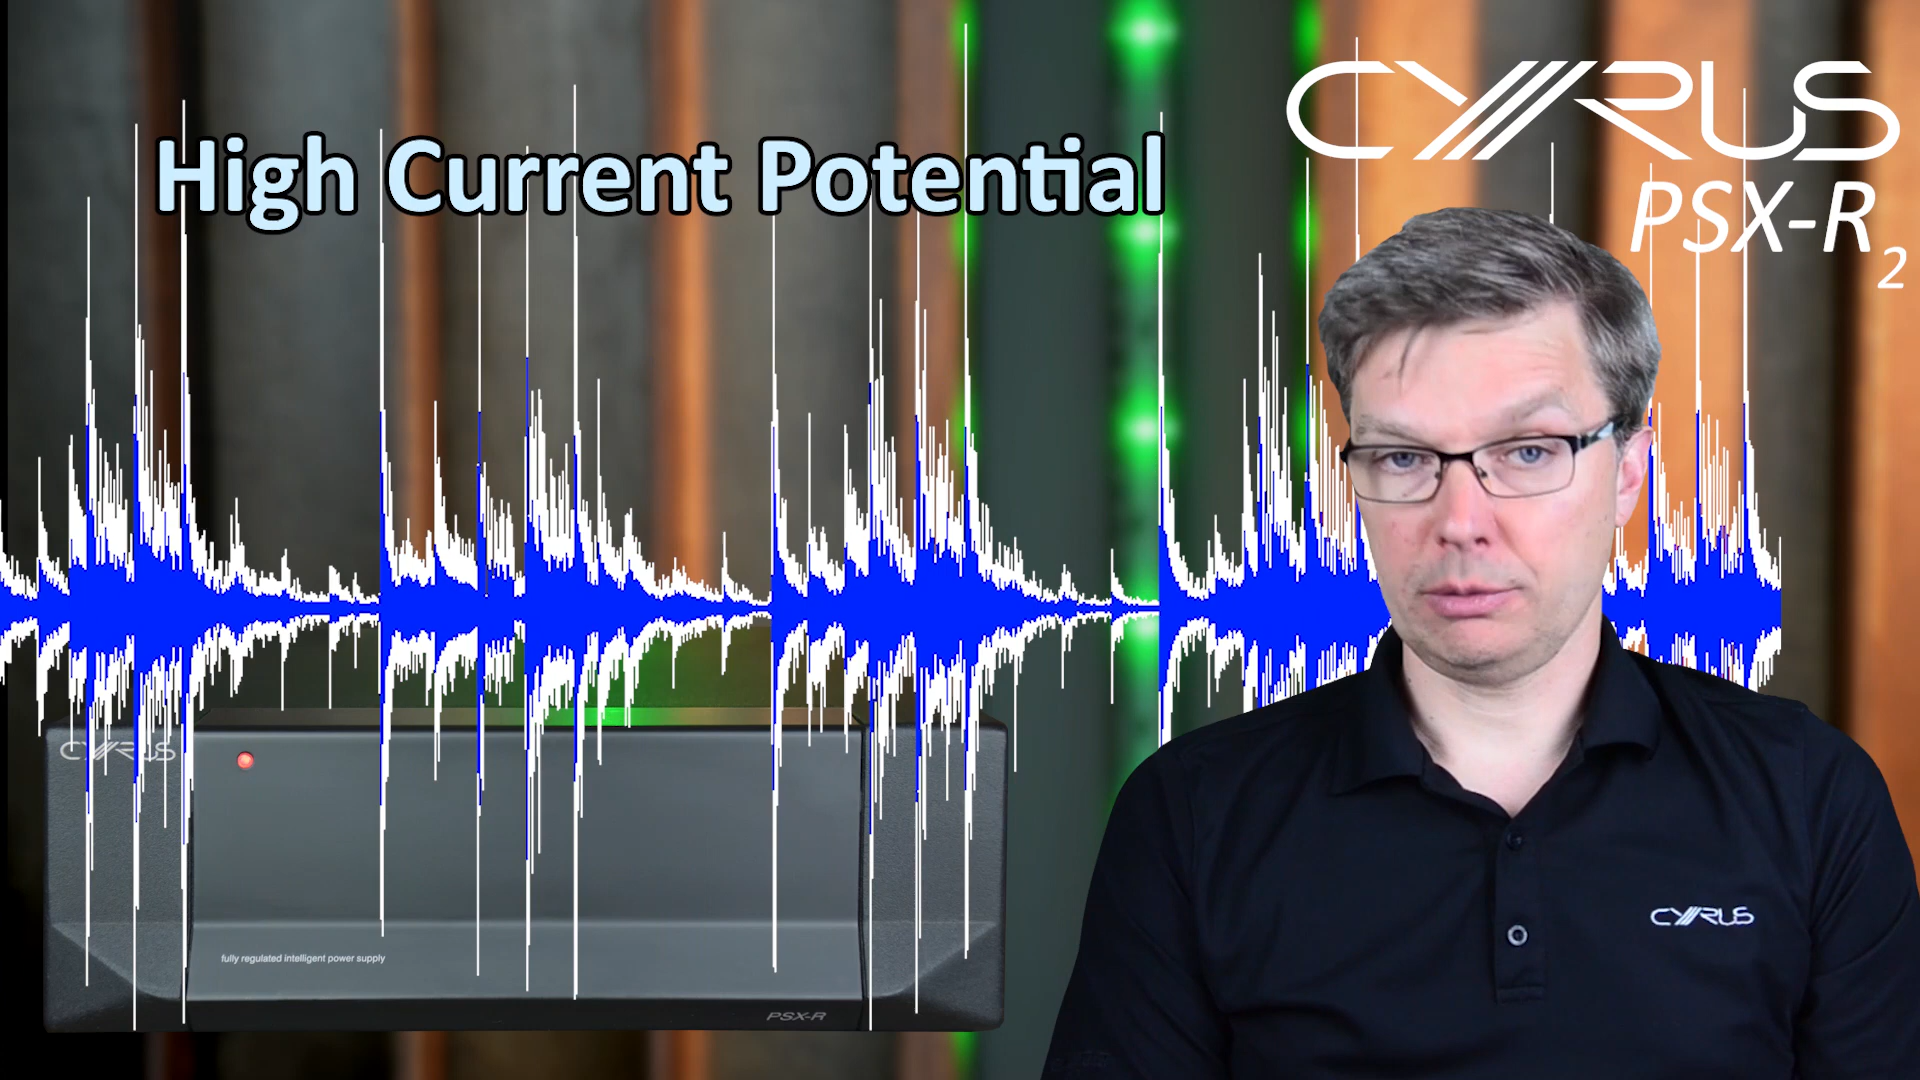 High Current Potential
CYRUS
PSX-R2
CYRUS
fully regulated intelligent power supply
PSX-R
CYRUS